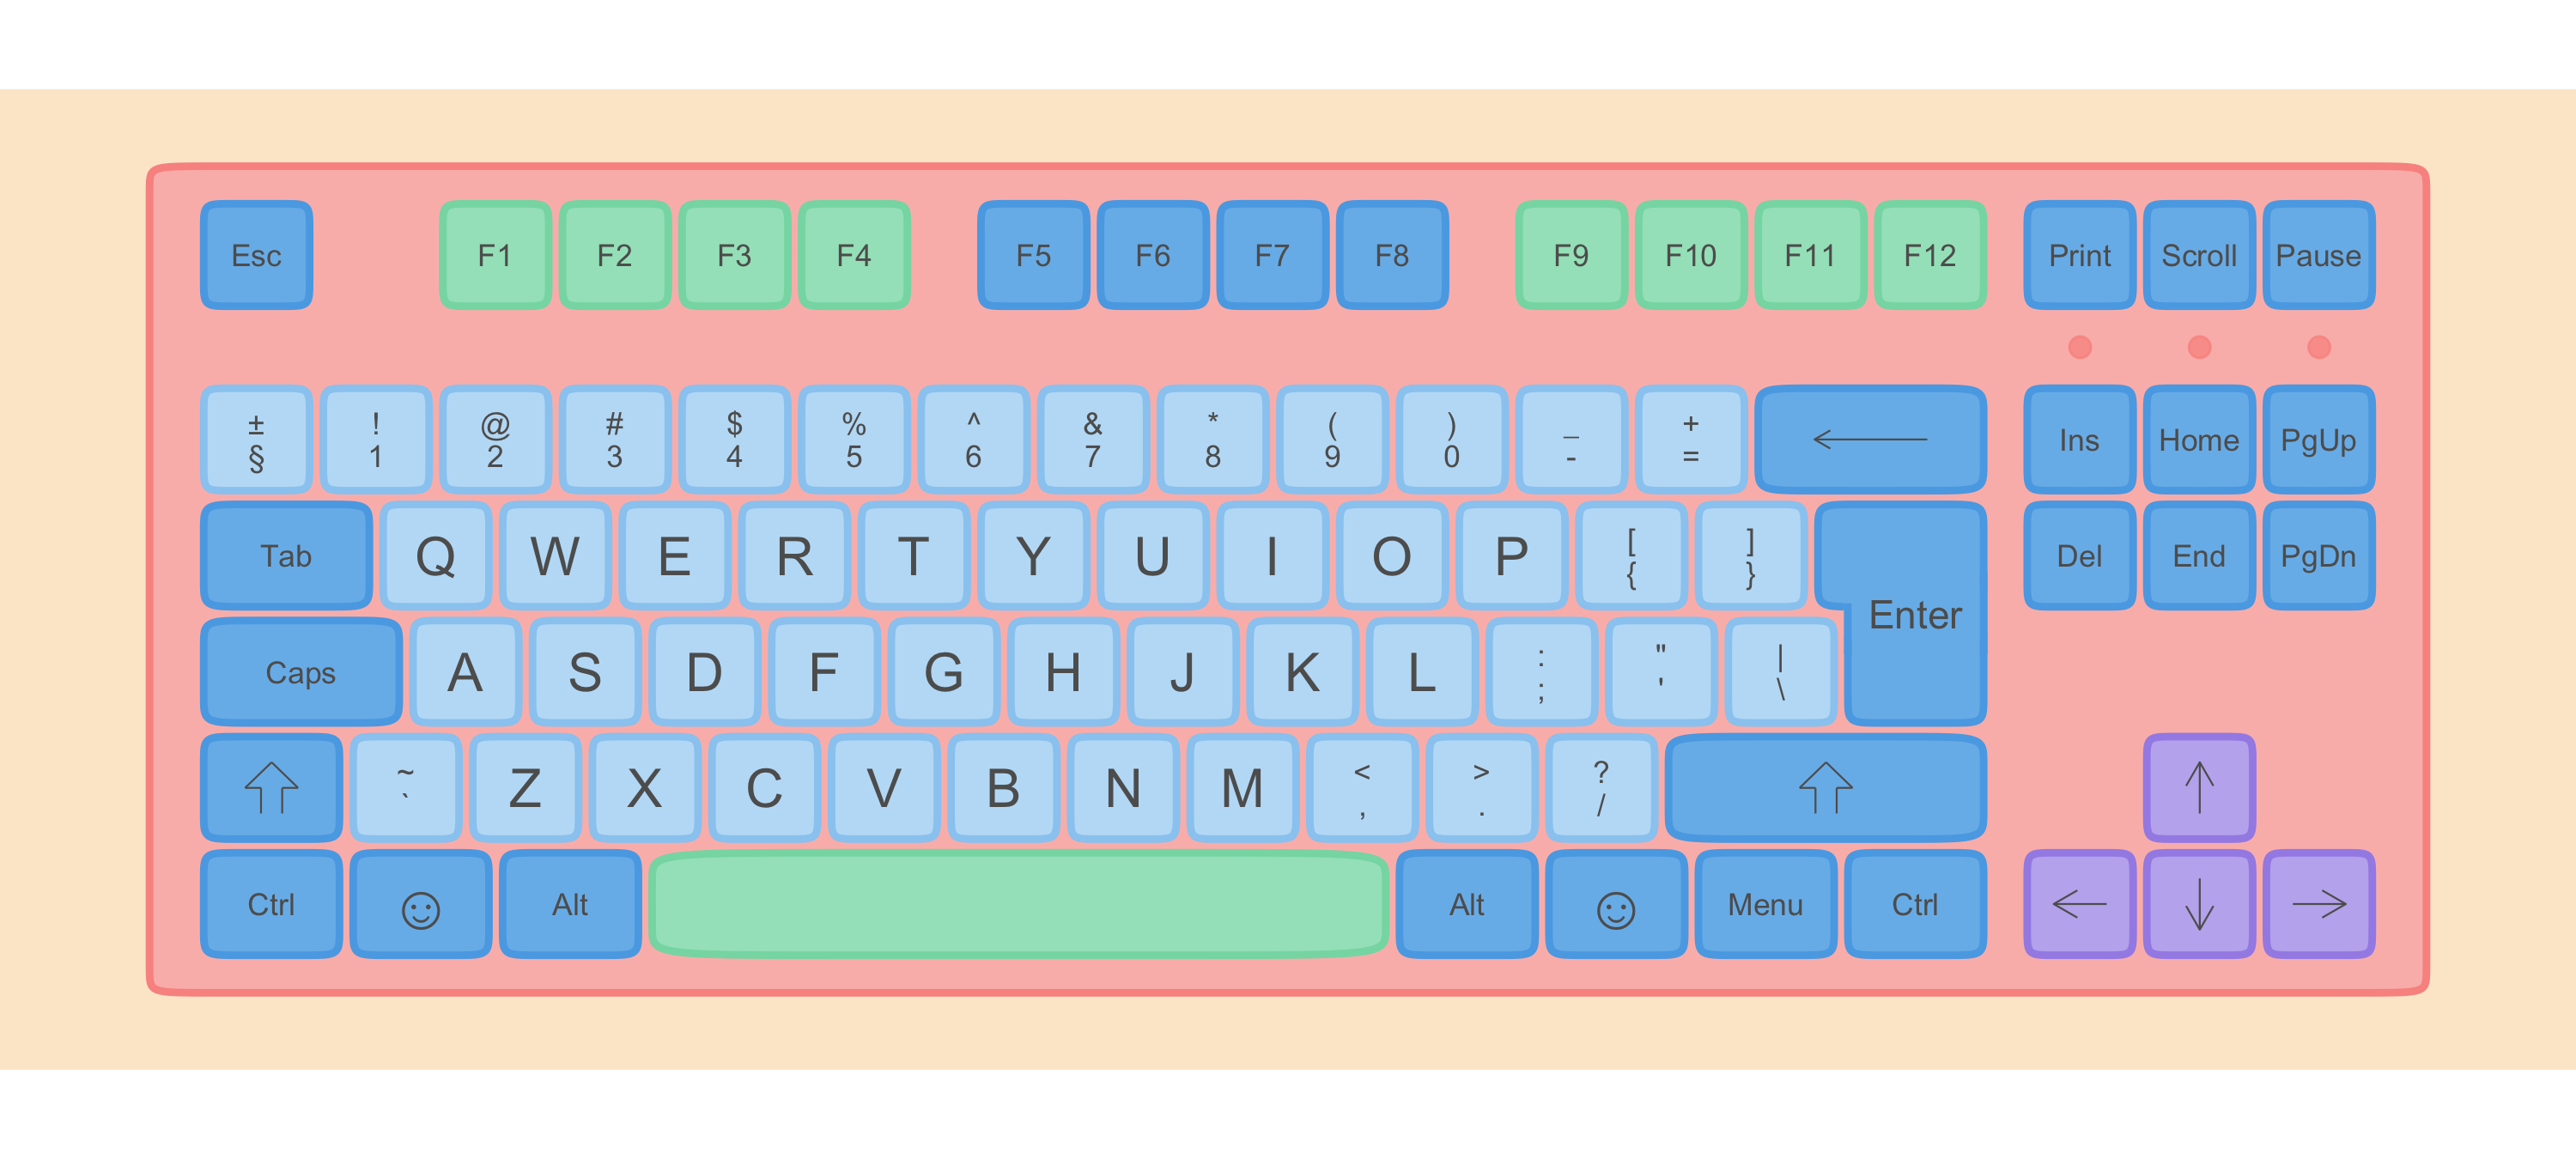 Esc F1 F2 F3 F4 F5 F6 F7 F8 F9 F10 F11 F12 Print Scroll Pause
± ! @ # $ % ^ & * ( ) _ +
§ 1 2 3 4 5 6 7 8 9 0 - = ← Ins Home PgUp
Tab Q W E R T Y U I O P [ ] Del End PgDn
{ }
Enter
Caps A S D F G H J K L : " |
; ' \
⇧ ~ Z X C V B N M < > ? ⇧ ↑
` , . /
Ctrl ☺ Alt Alt ☺ Menu Ctrl ← ↓ →